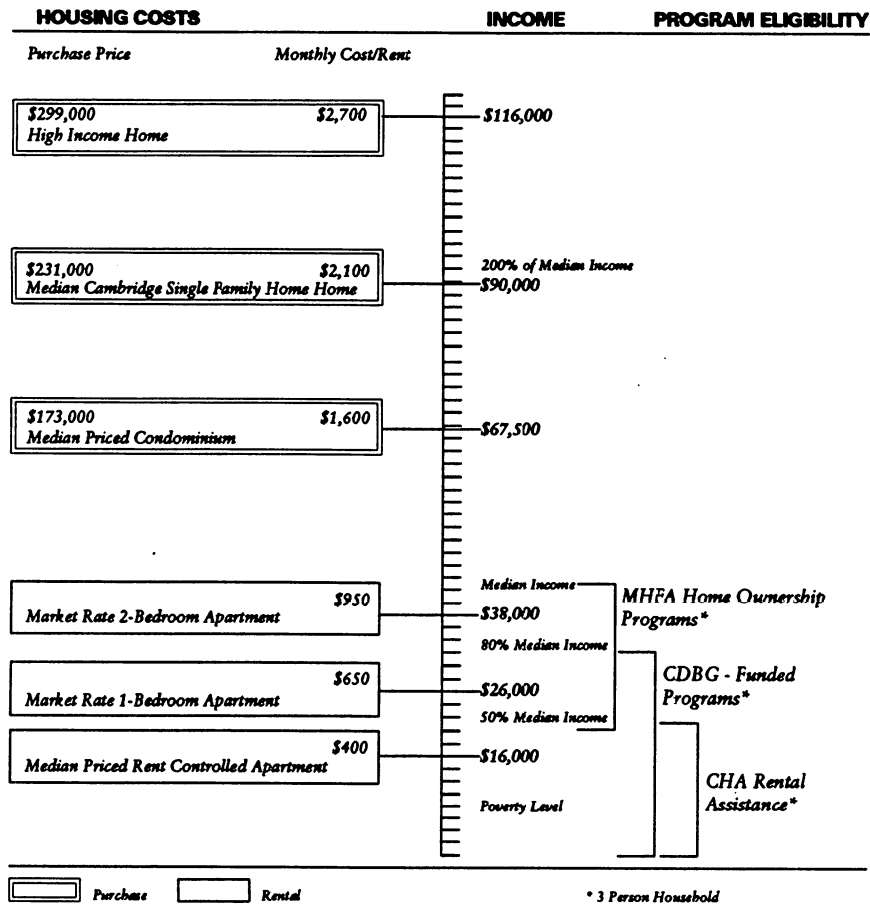 HOUSING COSTS INCOME PROGRAM ELIGIBILITY
Purchase Price Monthly Cost/Rent
$299,000 $2,700 $116,000
High Income Home
200% of Median Income
$231,000 $2,100
Median Cambridge Single Family Home Home $90,000
$173,000 $1,600
Median Priced Condominium $67,500
Median Income
MHFA Home Ownership
Programs*
$950
Market Rate 2-Bedroom Apartment $38,000
80% Median Income
CDBG - Funded
Programs*
$650
Market Rate 1-Bedroom Apartment $26,000
50% Median Income
$400
Median Priced Rent Controlled Apartment $16,000
CHA Rental
Assistance*
Poverty Level
Purchase Rental * 3 Person Household